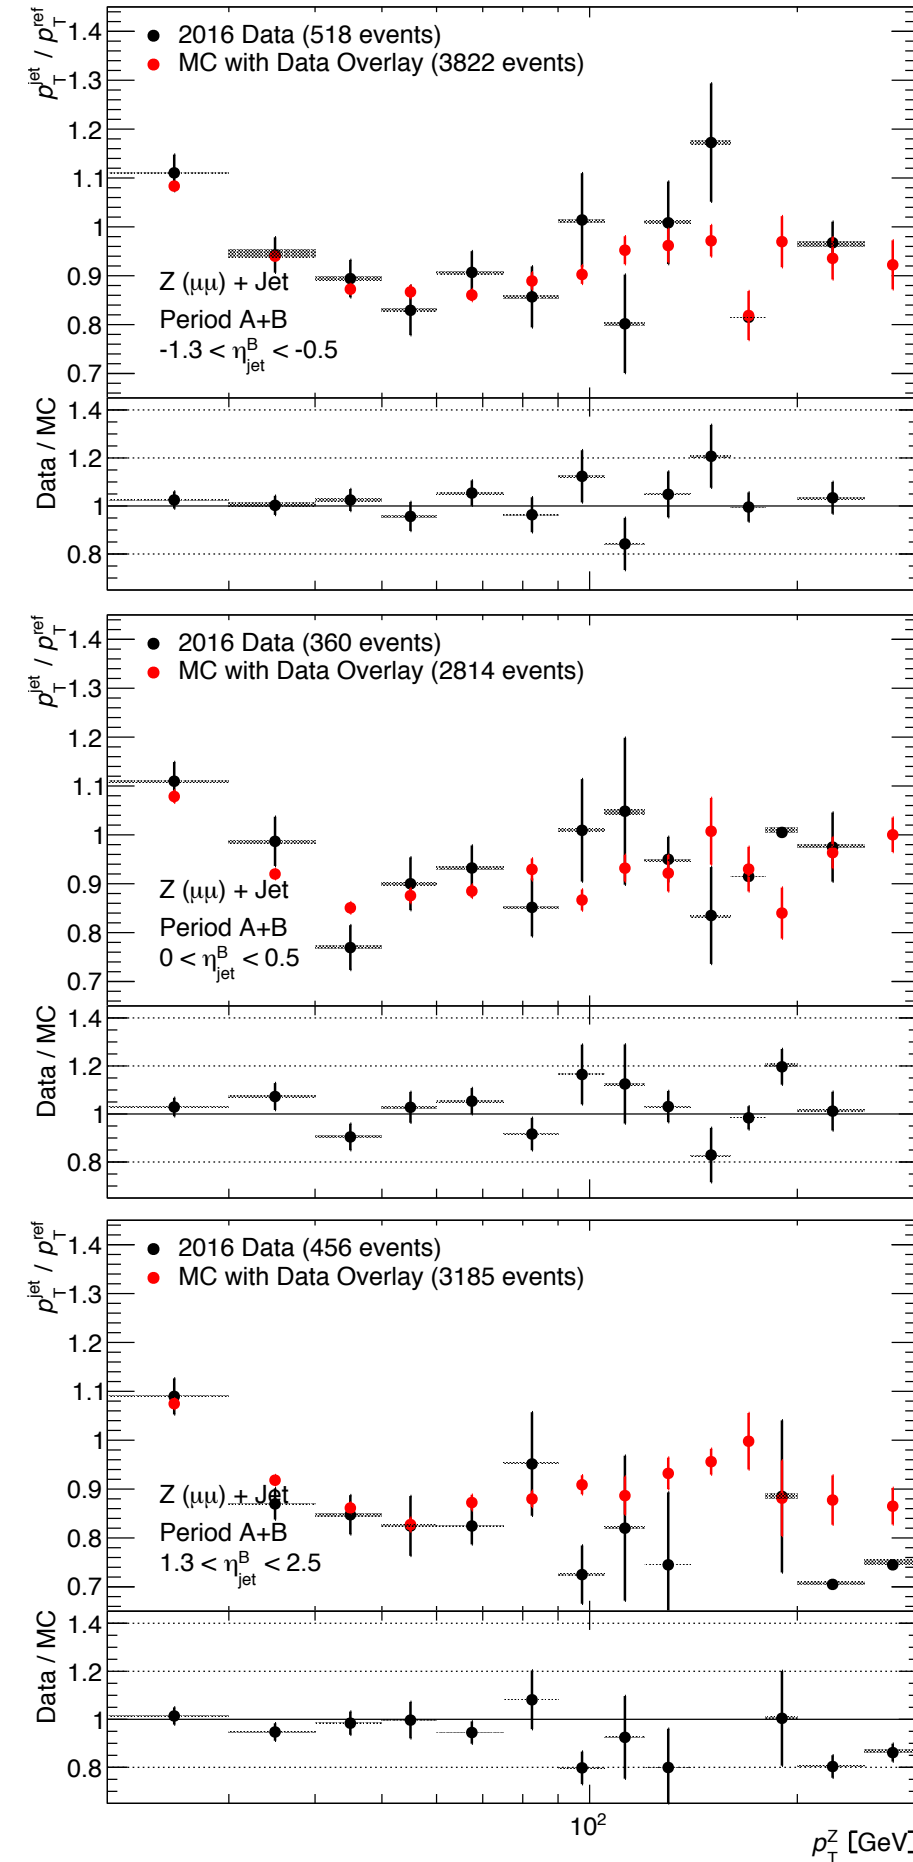 p_T^jet / p_T^ref
1.4
1.3
1.2
1.1
1
0.9
0.8
0.7
2016 Data (518 events)
MC with Data Overlay (3822 events)
Z (μμ) + Jet
Period A+B
-1.3 < η_jet^B < -0.5
Data / MC
1.4
1.2
1
0.8
p_T^jet / p_T^ref
1.4
1.3
1.2
1.1
1
0.9
0.8
0.7
2016 Data (360 events)
MC with Data Overlay (2814 events)
Z (μμ) + Jet
Period A+B
0 < η_jet^B < 0.5
Data / MC
1.4
1.2
1
0.8
p_T^jet / p_T^ref
1.4
1.3
1.2
1.1
1
0.9
0.8
0.7
2016 Data (456 events)
MC with Data Overlay (3185 events)
Z (μμ) + Jet
Period A+B
1.3 < η_jet^B < 2.5
Data / MC
1.4
1.2
1
0.8
10^2
p_T^Z [GeV]